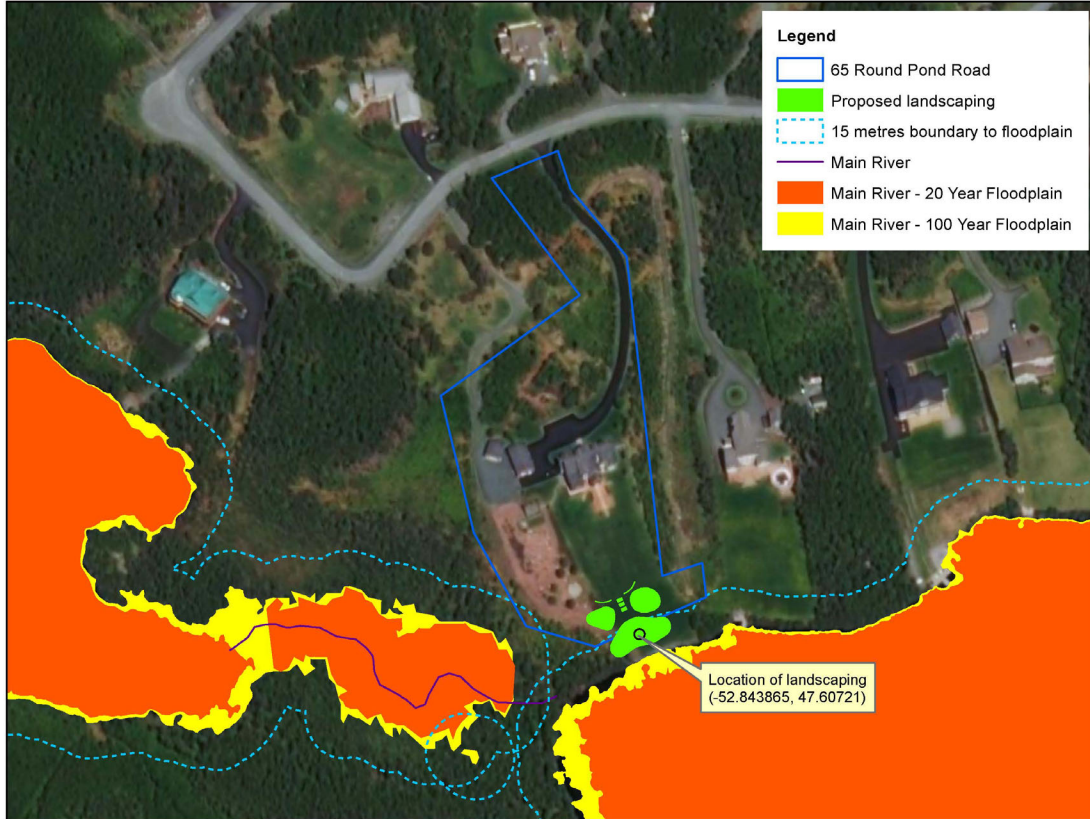 Legend
65 Round Pond Road
Proposed landscaping
15 metres boundary to floodplain
Main River
Main River - 20 Year Floodplain
Main River - 100 Year Floodplain
Location of landscaping
(-52.843865, 47.60721)